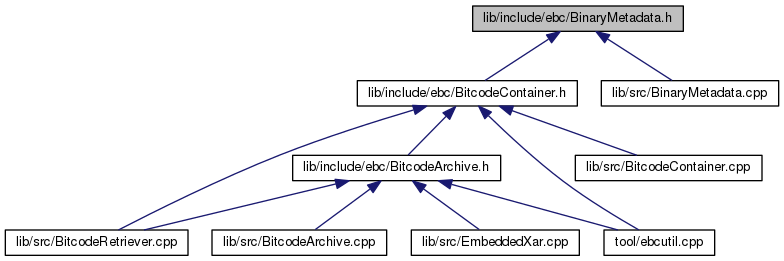 lib/include/ebc/BinaryMetadata.h
lib/include/ebc/BitcodeContainer.h
lib/src/BinaryMetadata.cpp
lib/include/ebc/BitcodeArchive.h
lib/src/BitcodeContainer.cpp
lib/src/BitcodeRetriever.cpp
lib/src/BitcodeArchive.cpp
lib/src/EmbeddedXar.cpp
tool/ebcutil.cpp